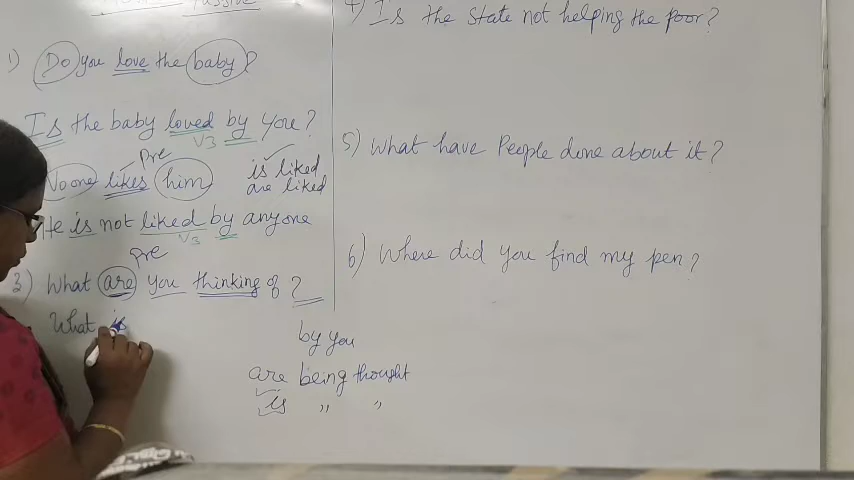 Passive
1) Do you love the baby?
Is the baby loved by you?
V3
pre
No one likes him
is liked
are liked
He is not liked by anyone
V3
pre
3) What are you thinking of?
What is
by you
are being thought
is " "
4) Is the state not helping the poor?
5) What have People done about it?
6) Where did you find my pen?